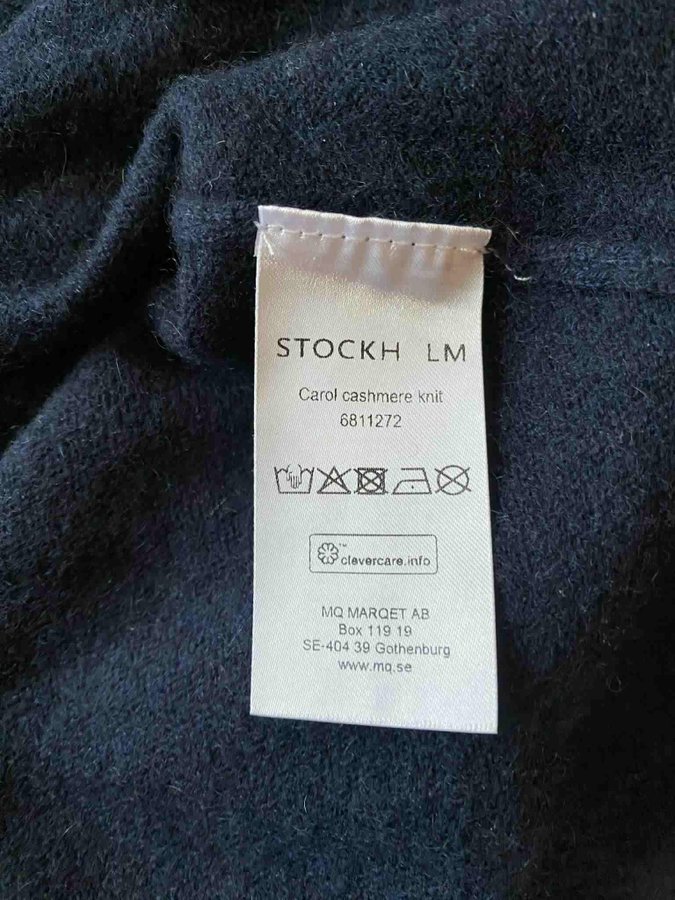 STOCKH LM
Carol cashmere knit
6811272
clevercare.info
MQ MARQET AB
Box 119 19
SE-404 39 Gothenburg
www.mq.se